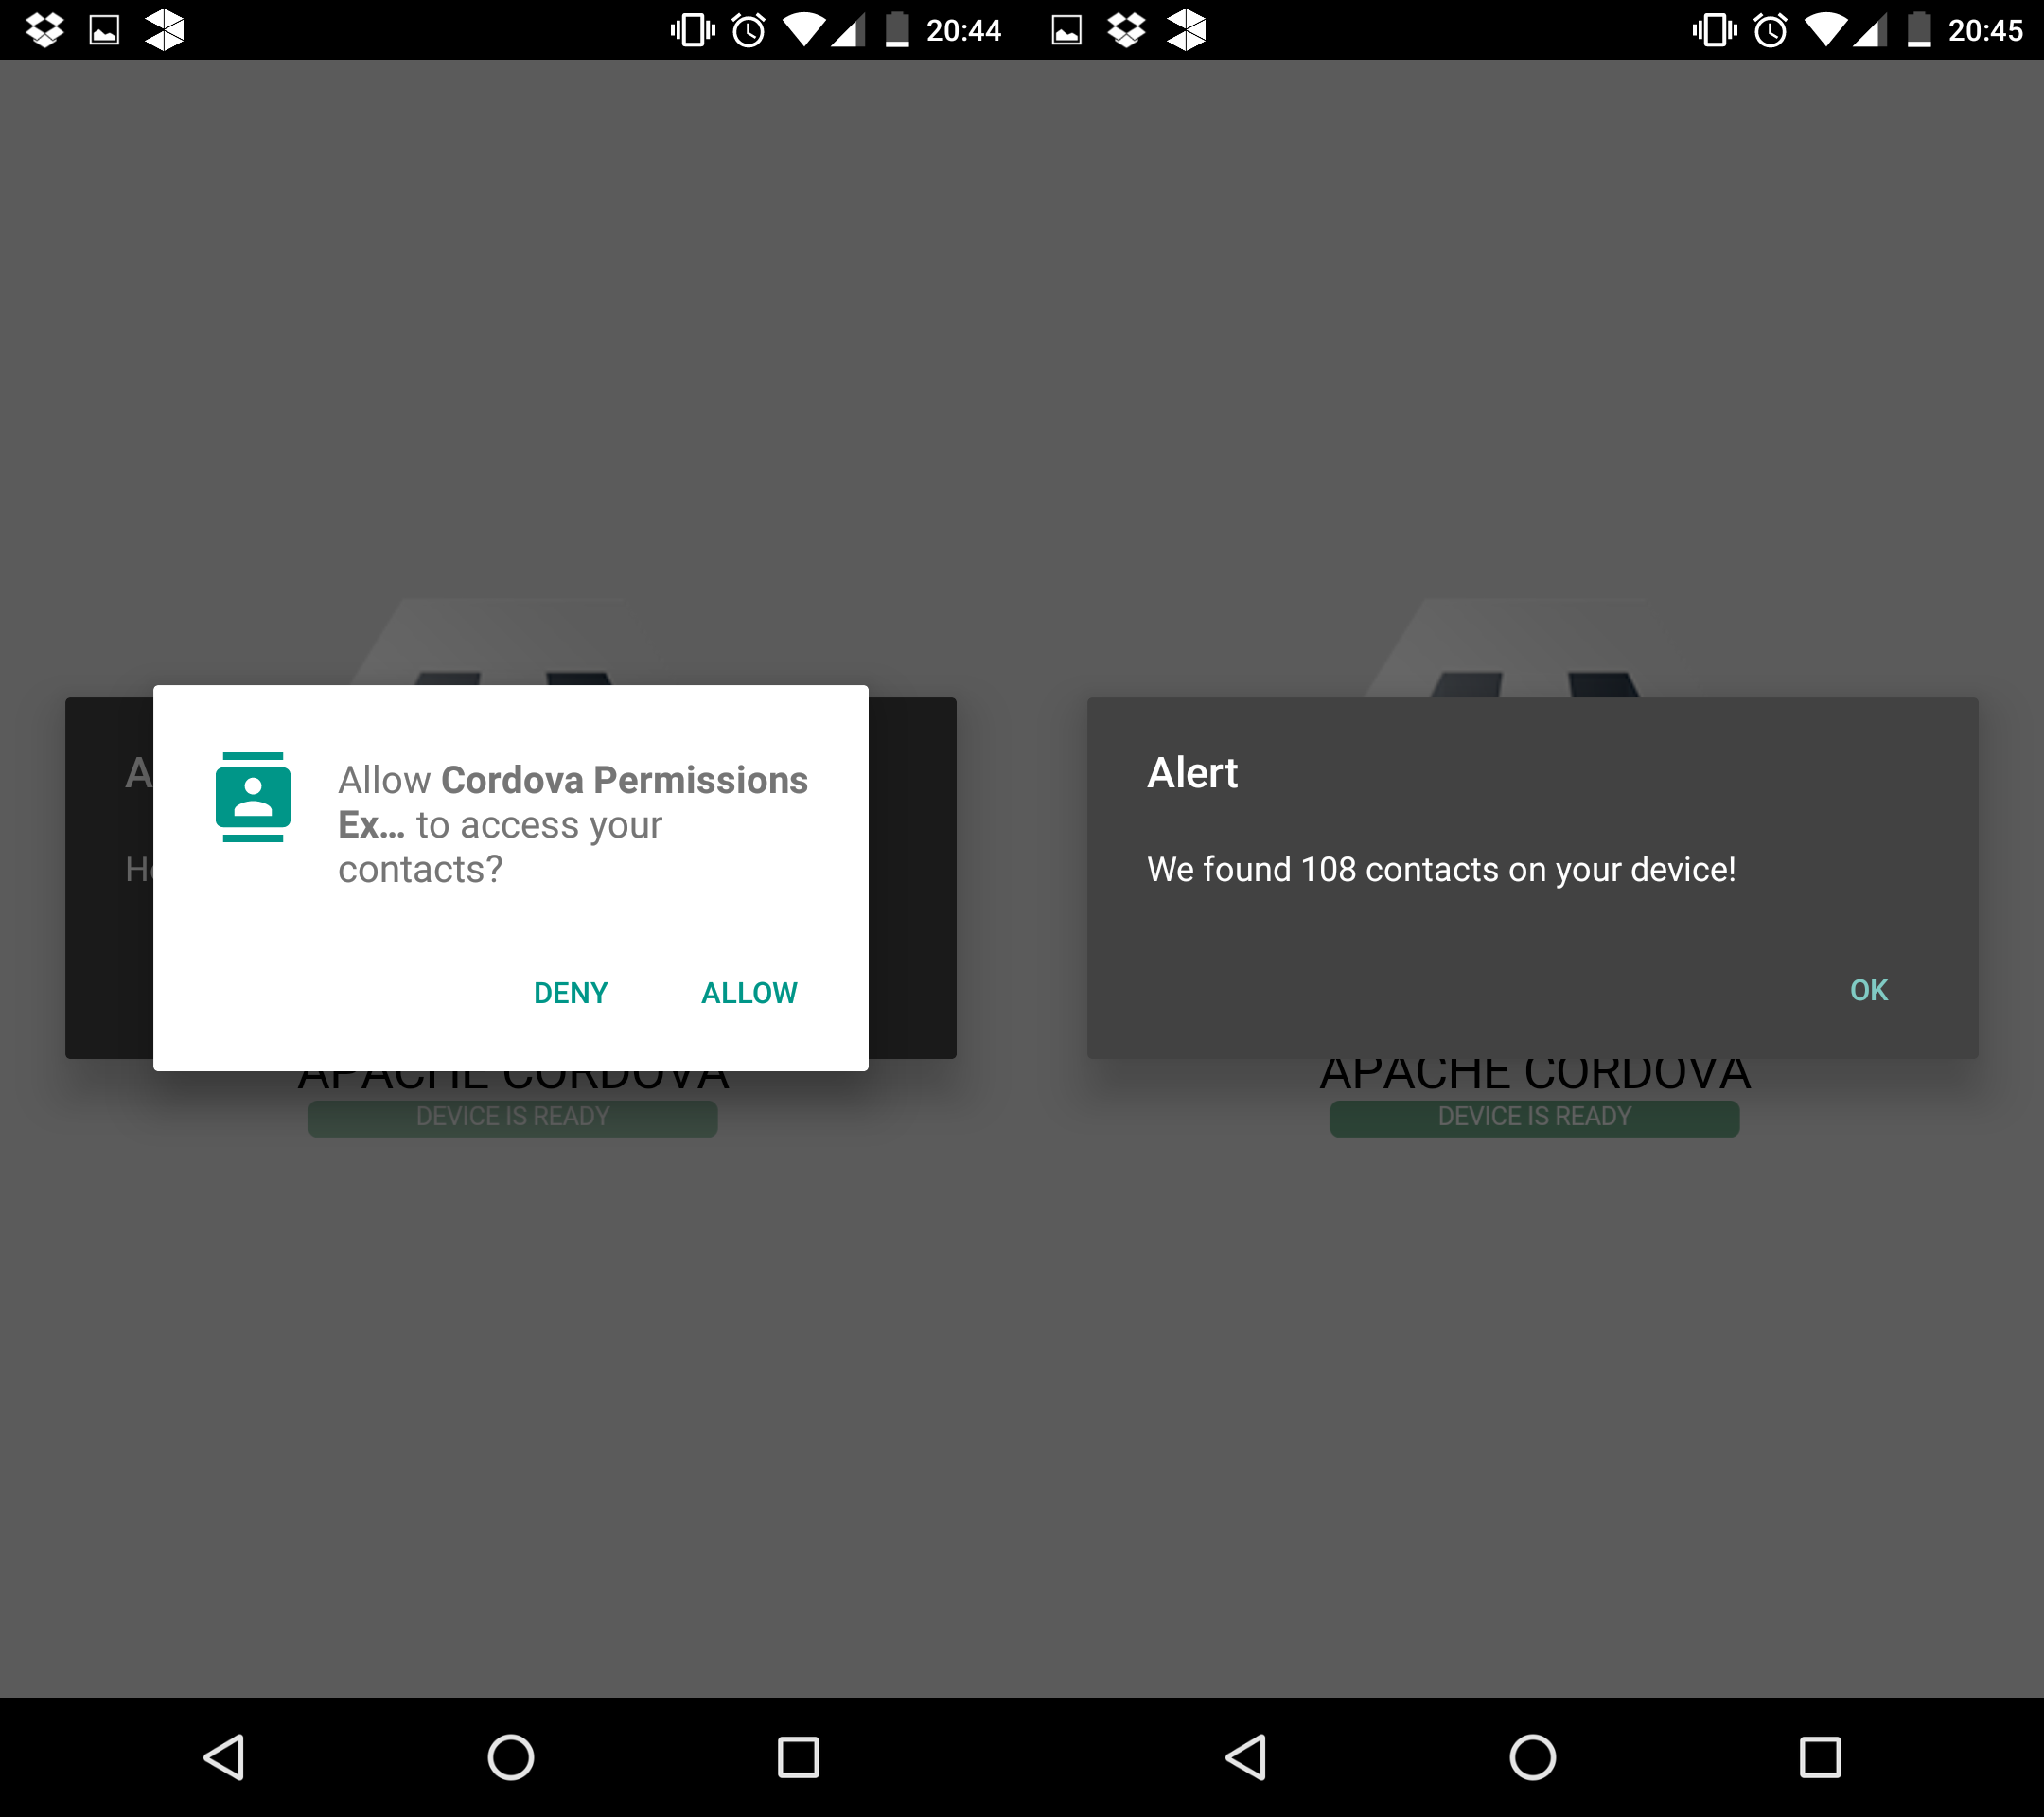 20:44
Allow Cordova Permissions
Ex... to access your
contacts?
DENY ALLOW
APACHE CORDOVA
DEVICE IS READY
20:45
Alert
We found 108 contacts on your device!
OK
APACHE CORDOVA
DEVICE IS READY